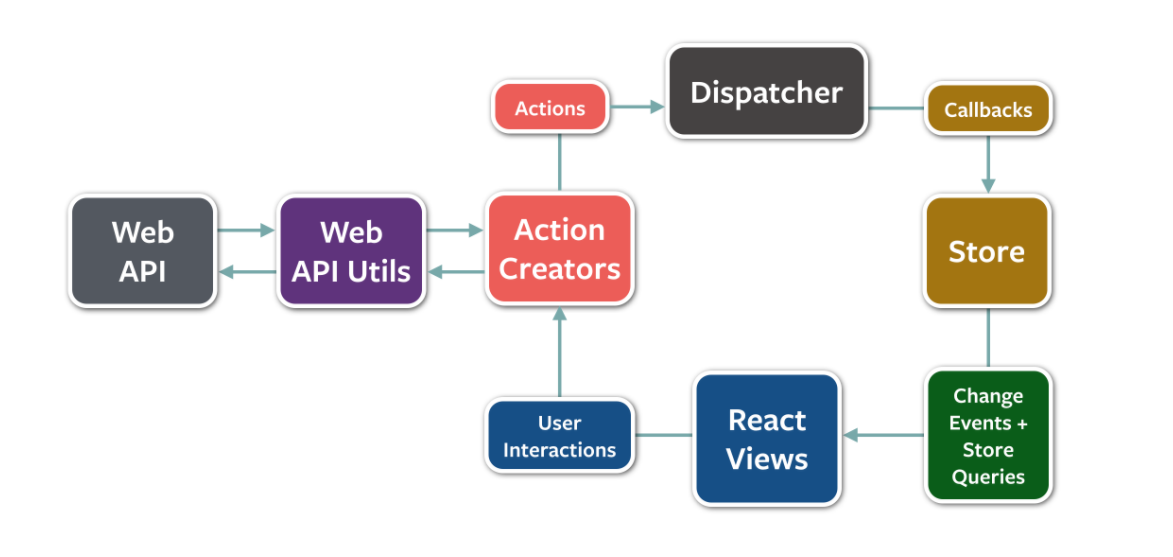 Dispatcher
Actions
Callbacks
Web
API
Web
API Utils
Action
Creators
Store
Change
Events +
Store
Queries
React
Views
User
Interactions